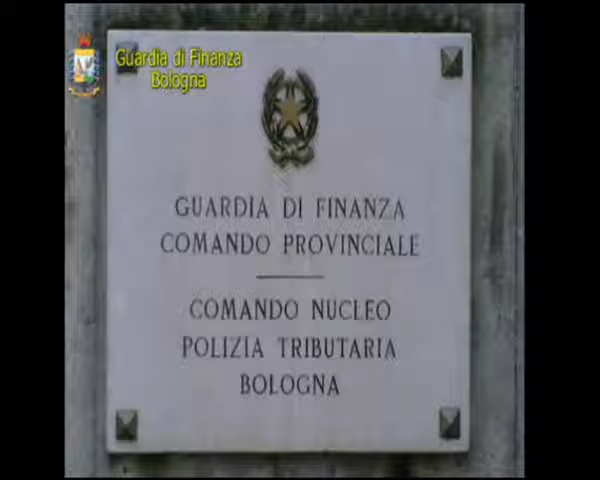 Guardia di Finanza
Bologna
GUARDIA DI FINANZA
COMANDO PROVINCIALE
COMANDO NUCLEO
POLIZIA TRIBUTARIA
BOLOGNA